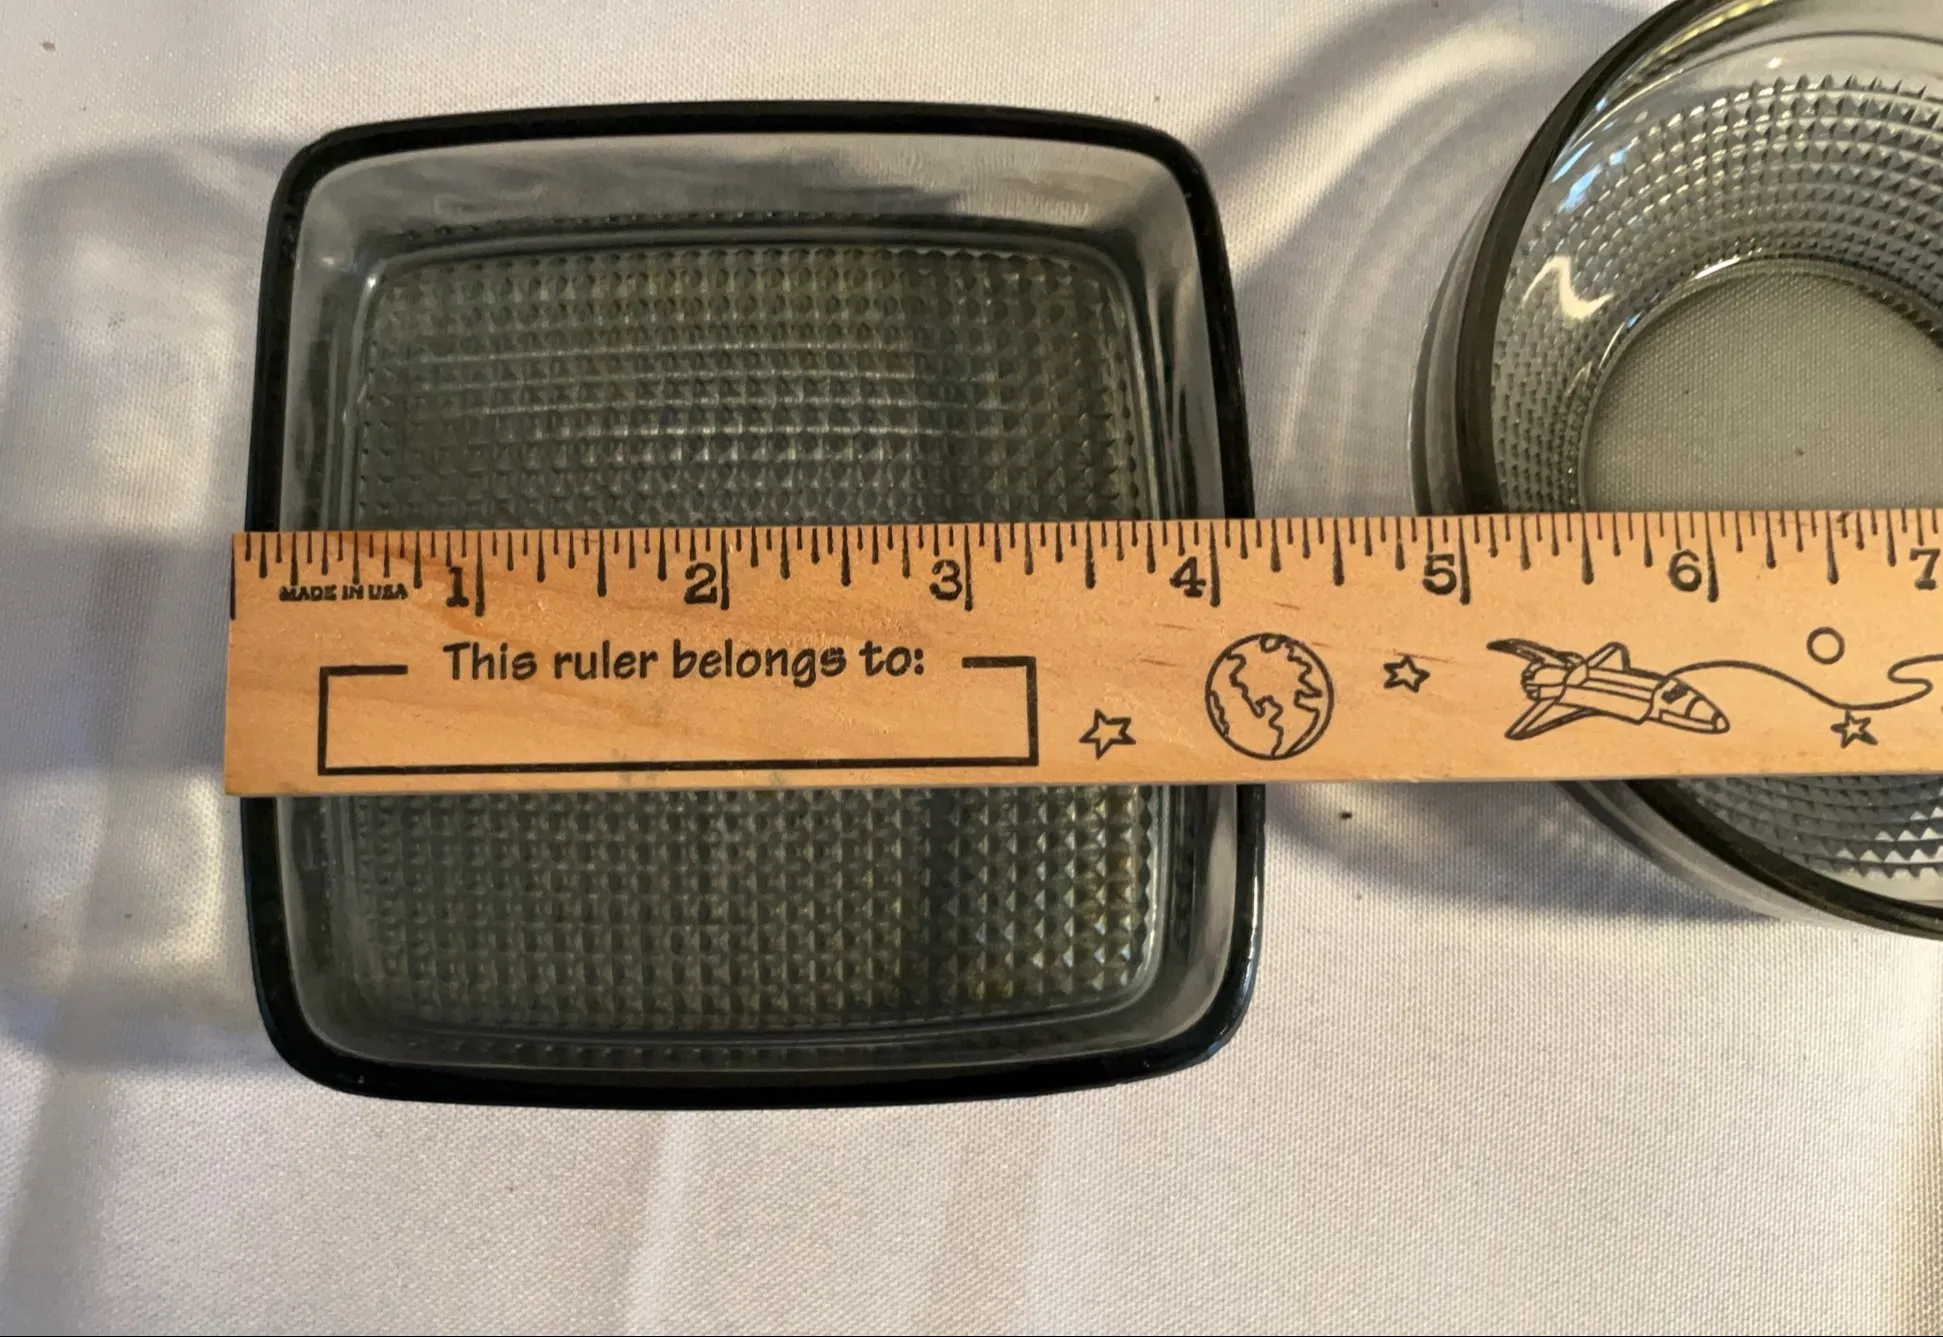 1 2 3 4 5 6 7
MADE IN USA
This ruler belongs to: